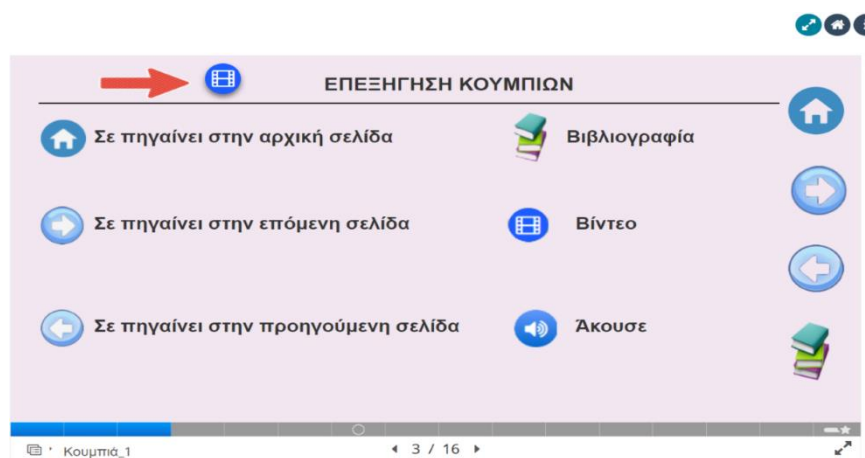 ΕΠΕΞΗΓΗΣΗ ΚΟΥΜΠΙΩΝ
Σε πηγαίνει στην αρχική σελίδα
Βιβλιογραφία
Σε πηγαίνει στην επόμενη σελίδα
Βίντεο
Σε πηγαίνει στην προηγούμενη σελίδα
Άκουσε
Κουμπιά_1
3 / 16